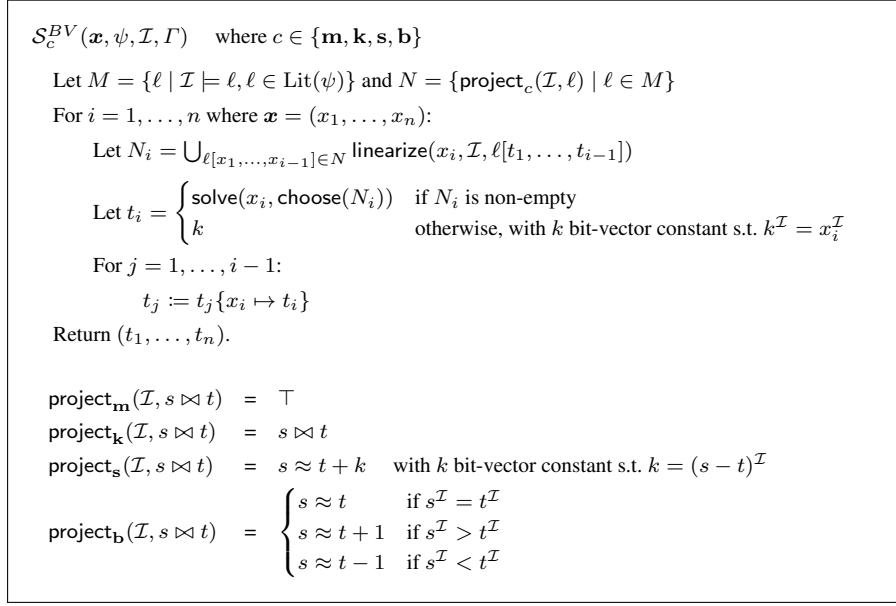 𝒮_c^{BV}(𝒙, ψ, ℐ, Γ) where c ∈ {𝐦, 𝐤, 𝐬, 𝐛}
Let M = {ℓ | ℐ ⊨ ℓ, ℓ ∈ Lit(ψ)} and N = {project_c(ℐ, ℓ) | ℓ ∈ M}
For i = 1, . . . , n where 𝒙 = (x_1, . . . , x_n):
Let N_i = ⋃_{ℓ[x_1,...,x_{i−1}]∈N} linearize(x_i, ℐ, ℓ[t_1, . . . , t_{i−1}])
Let t_i = { solve(x_i, choose(N_i)) if N_i is non-empty
k otherwise, with k bit-vector constant s.t. k^ℐ = x_i^ℐ
For j = 1, . . . , i − 1:
t_j := t_j{x_i ↦ t_i}
Return (t_1, . . . , t_n).
project_𝐦(ℐ, s ⋈ t) = ⊤
project_𝐤(ℐ, s ⋈ t) = s ⋈ t
project_𝐬(ℐ, s ⋈ t) = s ≈ t + k with k bit-vector constant s.t. k = (s − t)^ℐ
project_𝐛(ℐ, s ⋈ t) = { s ≈ t if s^ℐ = t^ℐ
s ≈ t + 1 if s^ℐ > t^ℐ
s ≈ t − 1 if s^ℐ < t^ℐ